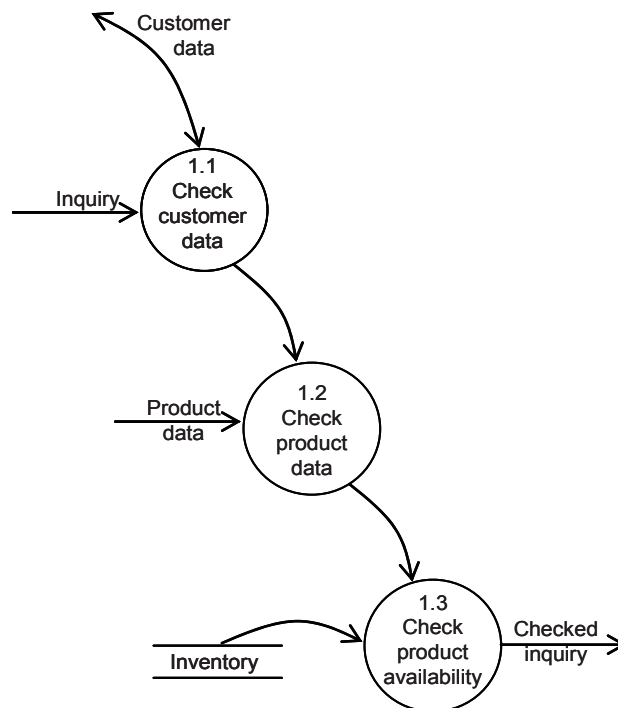 Customer
data
1.1
Check
customer
data
Inquiry
1.2
Check
product
data
Product
data
1.3
Check
product
availability
Checked
inquiry
Inventory